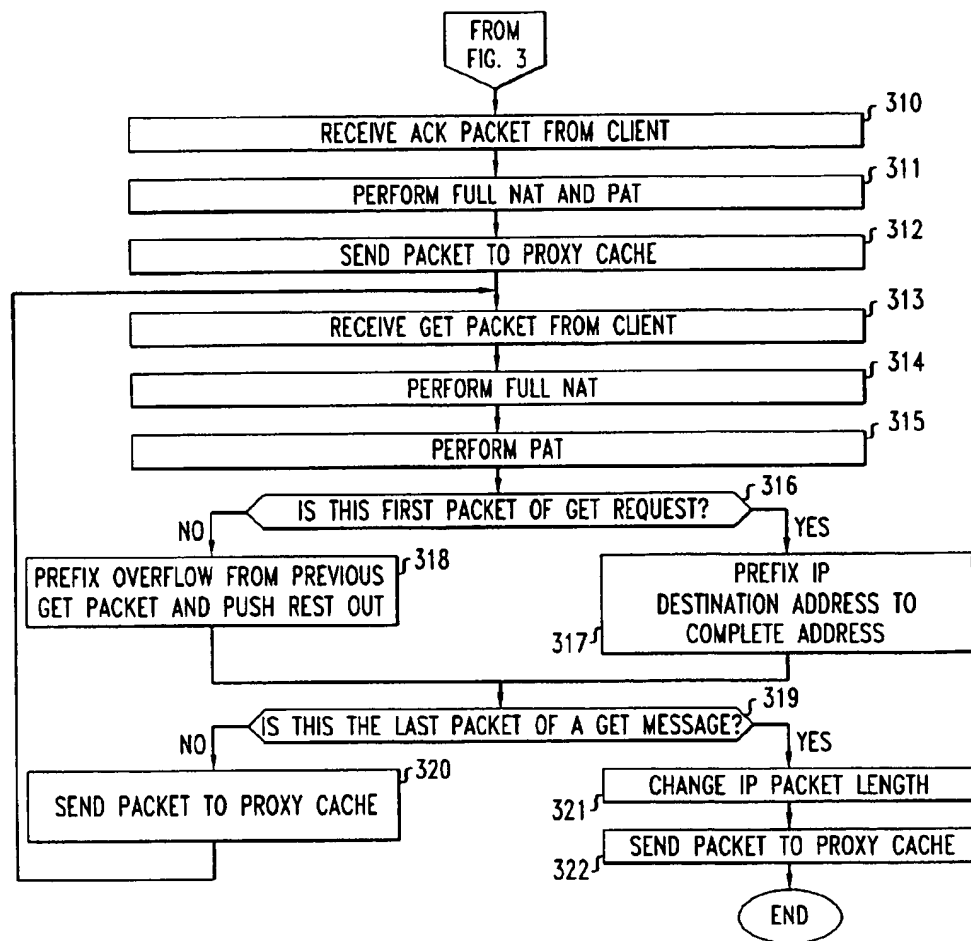 FROM
FIG. 3
310
RECEIVE ACK PACKET FROM CLIENT
311
PERFORM FULL NAT AND PAT
312
SEND PACKET TO PROXY CACHE
313
RECEIVE GET PACKET FROM CLIENT
314
PERFORM FULL NAT
315
PERFORM PAT
316
IS THIS FIRST PACKET OF GET REQUEST?
NO
YES
318
PREFIX OVERFLOW FROM PREVIOUS
GET PACKET AND PUSH REST OUT
PREFIX IP
DESTINATION ADDRESS TO
COMPLETE ADDRESS
317
319
IS THIS THE LAST PACKET OF A GET MESSAGE?
NO
YES
320
SEND PACKET TO PROXY CACHE
CHANGE IP PACKET LENGTH
321
SEND PACKET TO PROXY CACHE
322
END